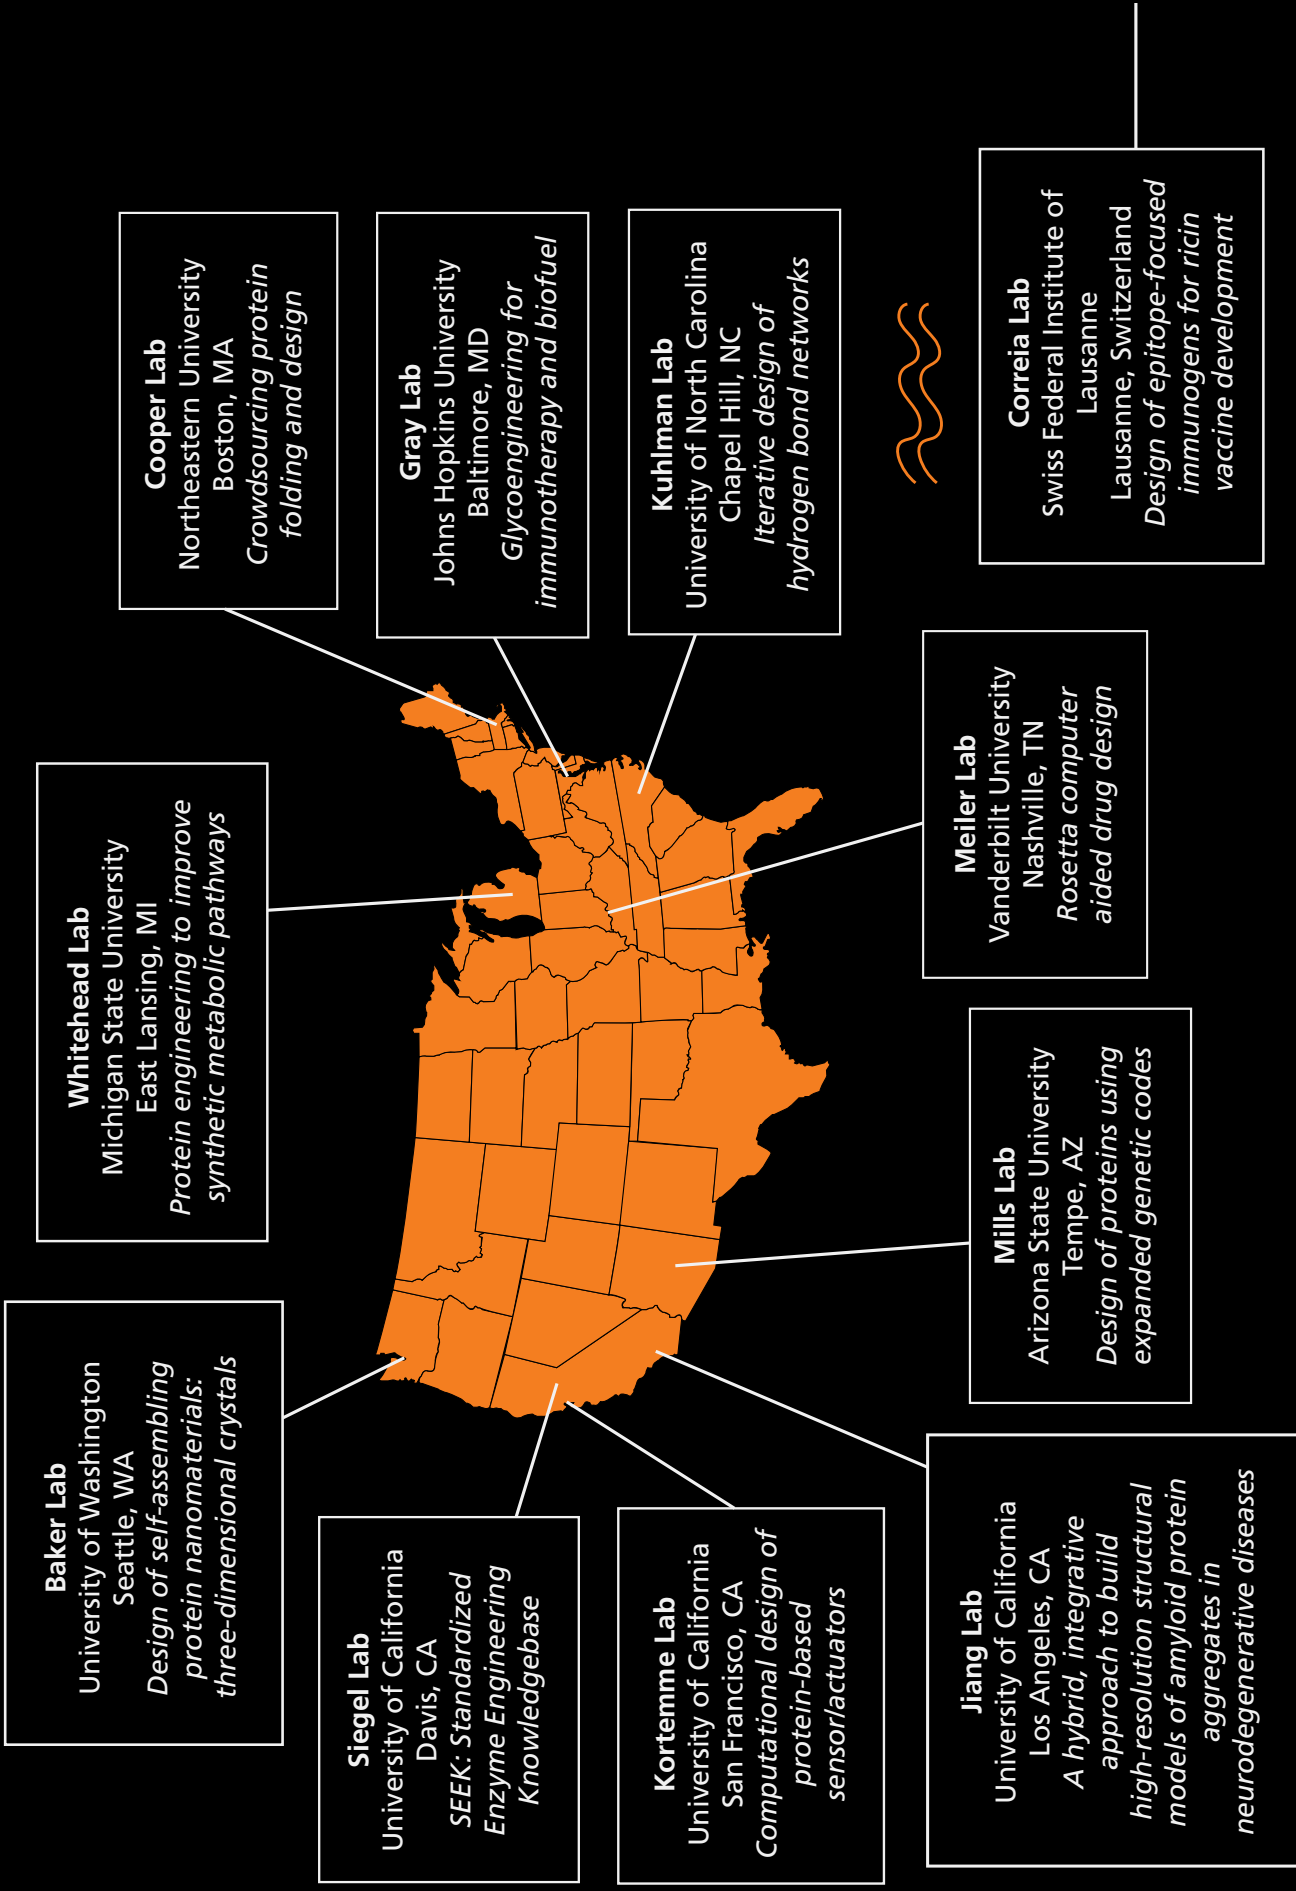 Baker Lab
University of Washington
Seattle, WA
Design of self-assembling
protein nanomaterials:
three-dimensional crystals
Whitehead Lab
Michigan State University
East Lansing, MI
Protein engineering to improve
synthetic metabolic pathways
Cooper Lab
Northeastern University
Boston, MA
Crowdsourcing protein
folding and design
Siegel Lab
University of California
Davis, CA
SEEK: Standardized
Enzyme Engineering
Knowledgebase
Gray Lab
Johns Hopkins University
Baltimore, MD
Glycoengineering for
immunotherapy and biofuel
Kortemme Lab
University of California
San Francisco, CA
Computational design of
protein-based
sensorlactuators
Kuhlman Lab
University of North Carolina
Chapel Hill, NC
Iterative design of
hydrogen bond networks
Jiang Lab
University of California
Los Angeles, CA
A hybrid, integrative
approach to build
high-resolution structural
models of amyloid protein
aggregates in
neurodegenerative diseases
Mills Lab
Arizona State University
Tempe, AZ
Design of proteins using
expanded genetic codes
Meiler Lab
Vanderbilt University
Nashville, TN
Rosetta computer
aided drug design
Correia Lab
Swiss Federal Institute of
Lausanne
Lausanne, Switzerland
Design of epitope-focused
immunogens for ricin
vaccine development